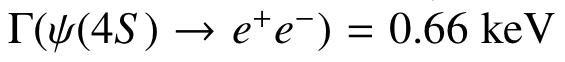 Γ(ψ(4S) → e⁺e⁻) = 0.66 keV